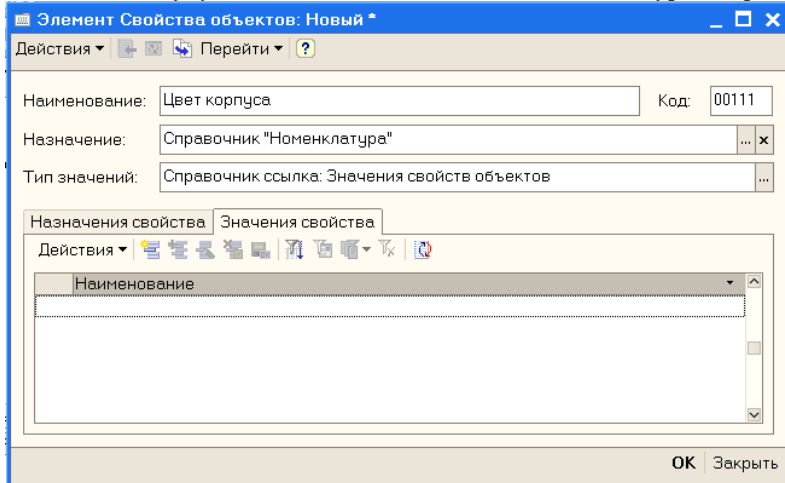 Элемент Свойства объектов: Новый *
Действия Перейти ?
Наименование: Цвет корпуса Код: 00111
Назначение: Справочник "Номенклатура" ... x
Тип значений: Справочник ссылка: Значения свойств объектов ...
Назначения свойства Значения свойства
Действия
Наименование
OK Закрыть